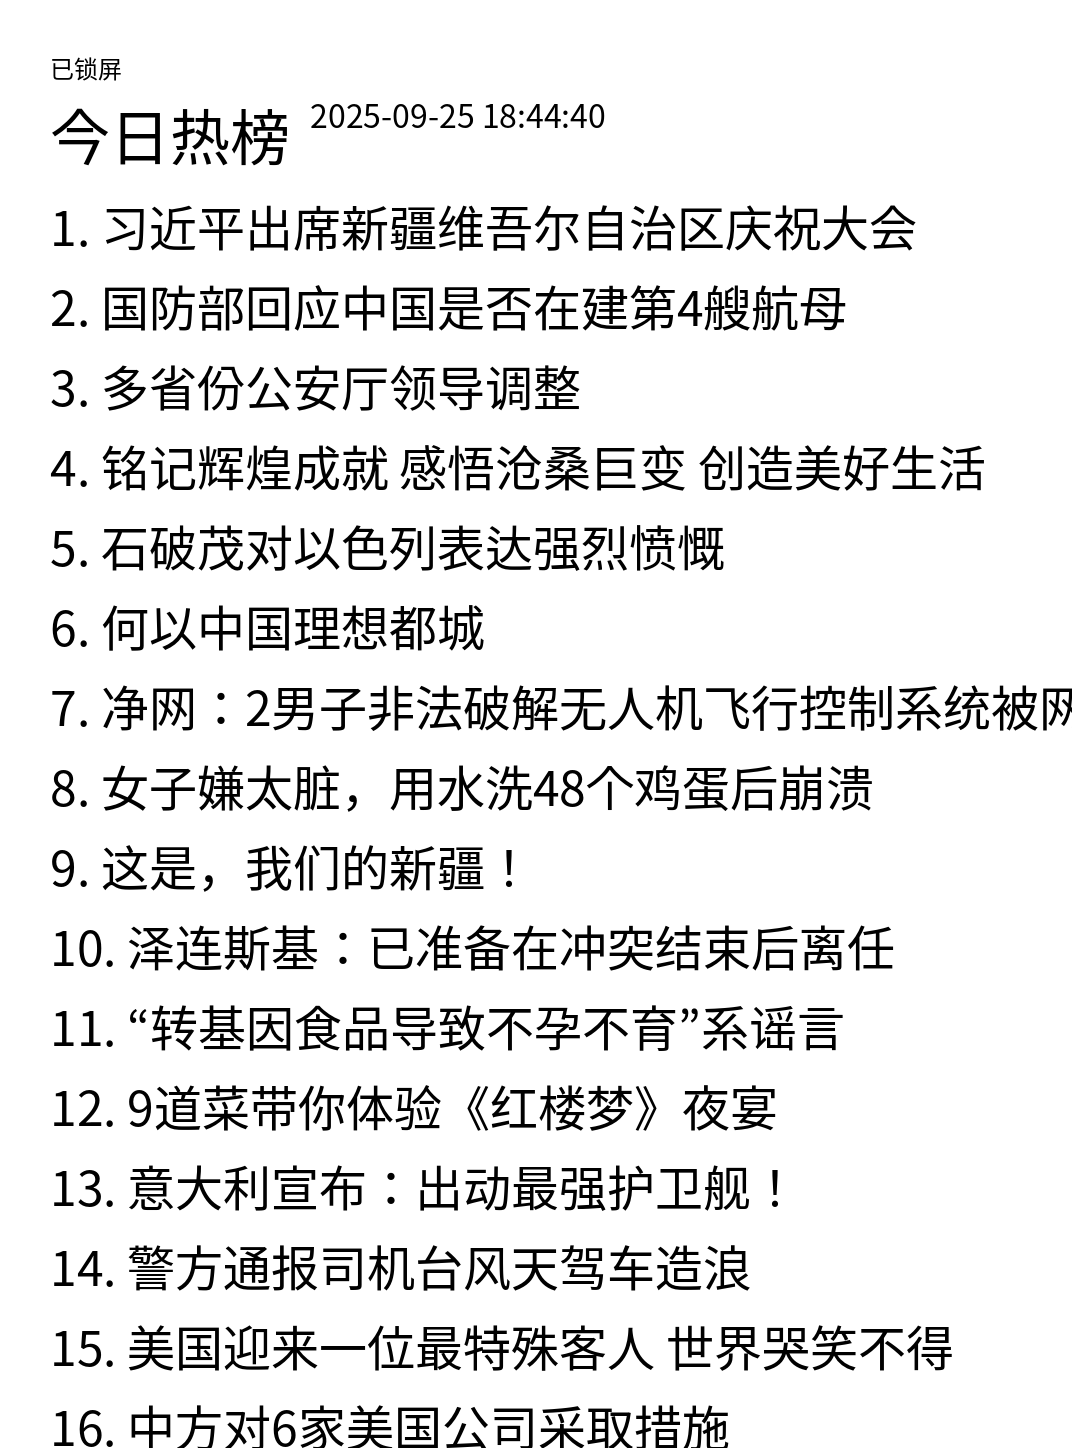 已锁屏
今日热榜 2025-09-25 18:44:40
1. 习近平出席新疆维吾尔自治区庆祝大会
2. 国防部回应中国是否在建第4艘航母
3. 多省份公安厅领导调整
4. 铭记辉煌成就 感悟沧桑巨变 创造美好生活
5. 石破茂对以色列表达强烈愤慨
6. 何以中国理想都城
7. 净网：2男子非法破解无人机飞行控制系统被网
8. 女子嫌太脏，用水洗48个鸡蛋后崩溃
9. 这是，我们的新疆！
10. 泽连斯基：已准备在冲突结束后离任
11. “转基因食品导致不孕不育”系谣言
12. 9道菜带你体验《红楼梦》夜宴
13. 意大利宣布：出动最强护卫舰！
14. 警方通报司机台风天驾车造浪
15. 美国迎来一位最特殊客人 世界哭笑不得
16. 中方对6家美国公司采取措施